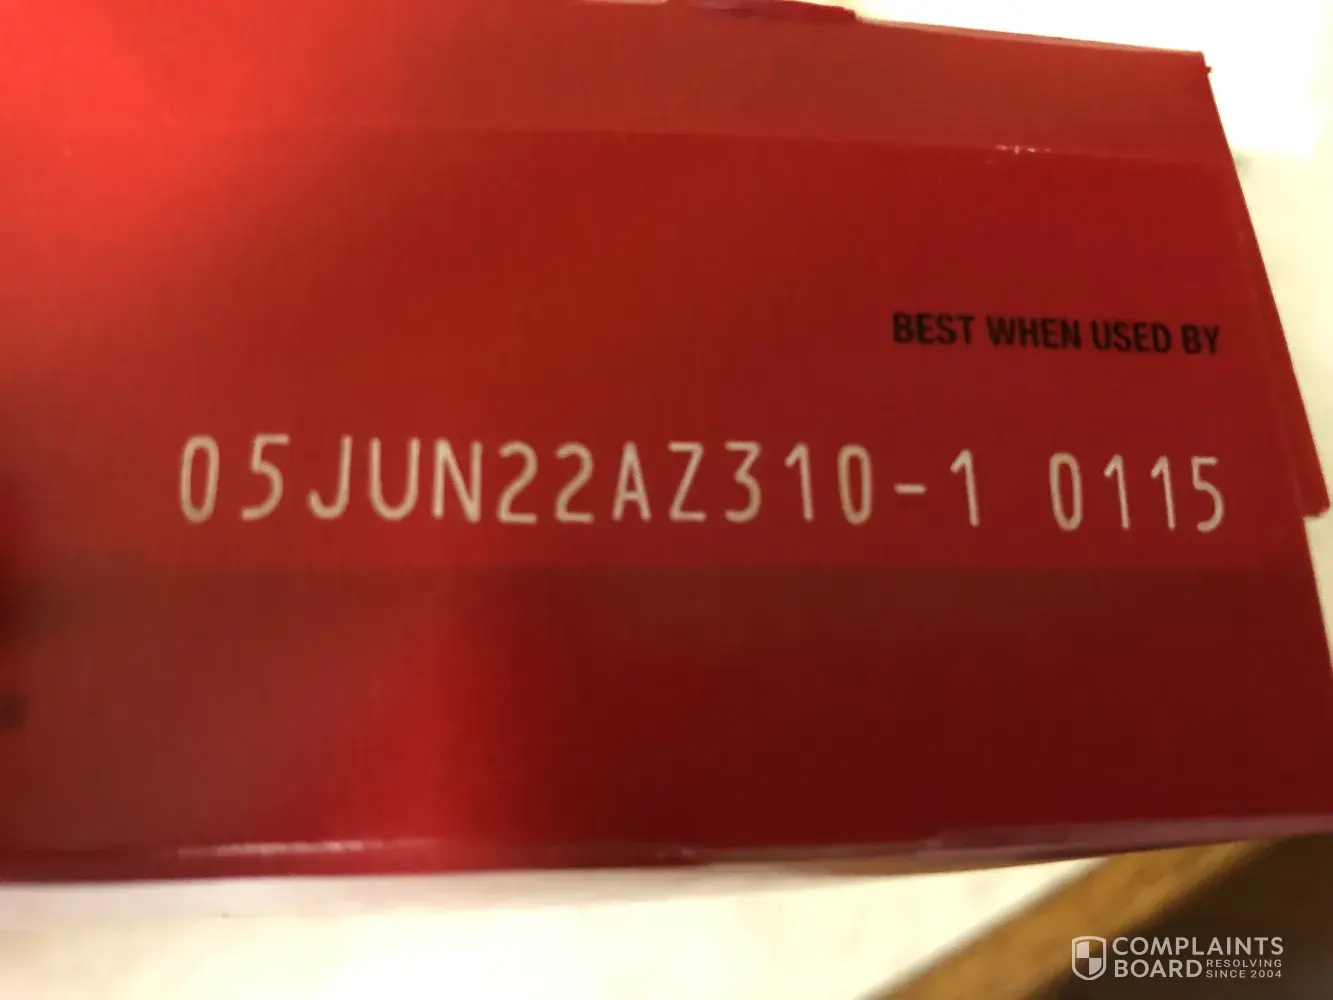 BEST WHEN USED BY
05JUN22AZ310-1 0115
COMPLAINTS
BOARD RESOLVING
SINCE 2004